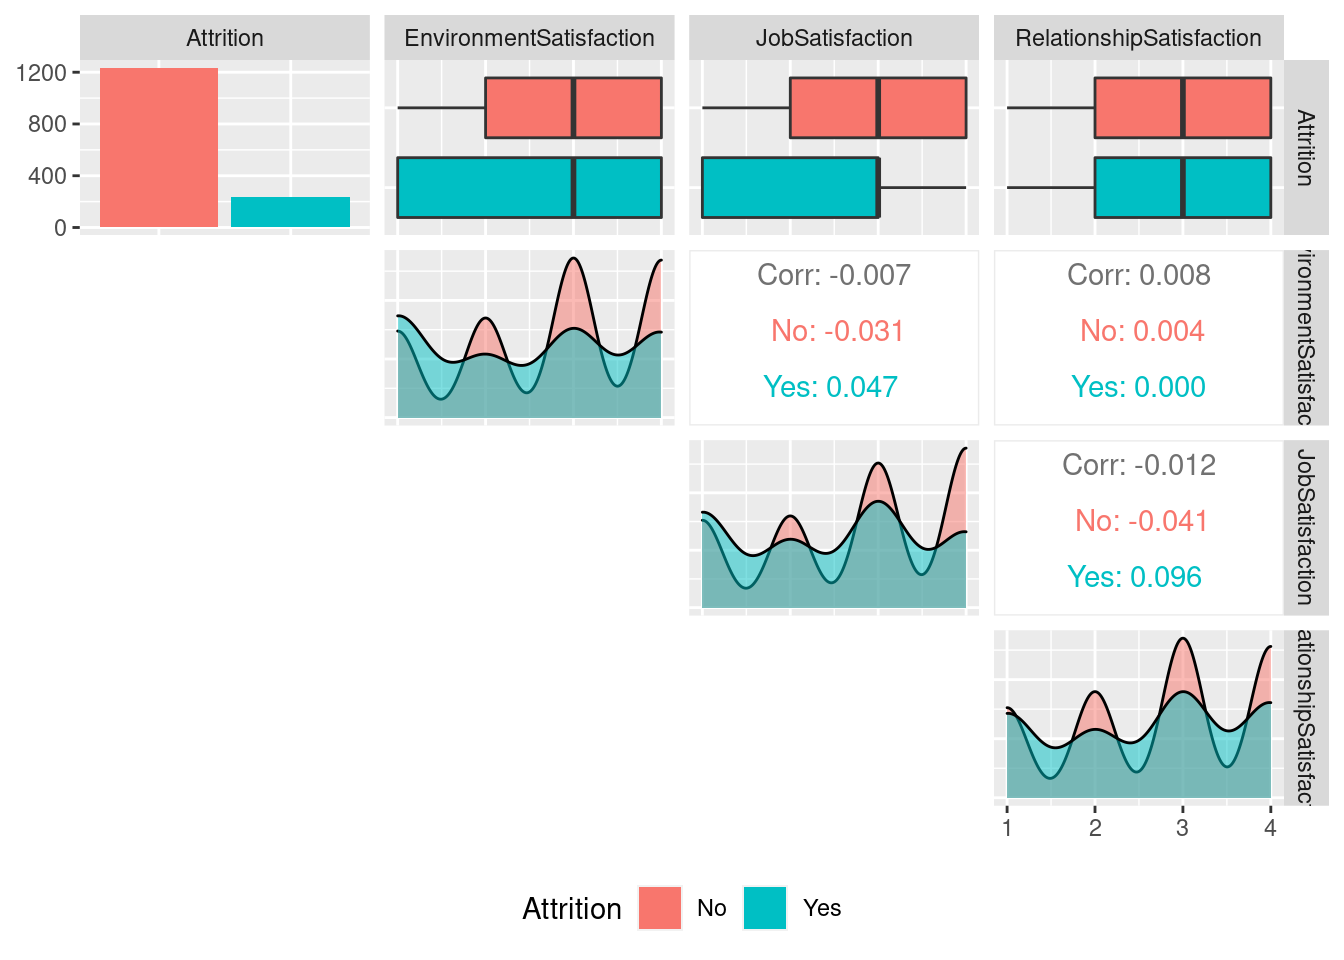 Attrition
EnvironmentSatisfaction
JobSatisfaction
RelationshipSatisfaction
1200
800
400
0
Attrition
Corr: -0.007
No: -0.031
Yes: 0.047
Corr: 0.008
No: 0.004
Yes: 0.000
ironmentSatisfac
Corr: -0.012
No: -0.041
Yes: 0.096
JobSatisfaction
ationshipSatisfac
1 2 3 4
Attrition No Yes